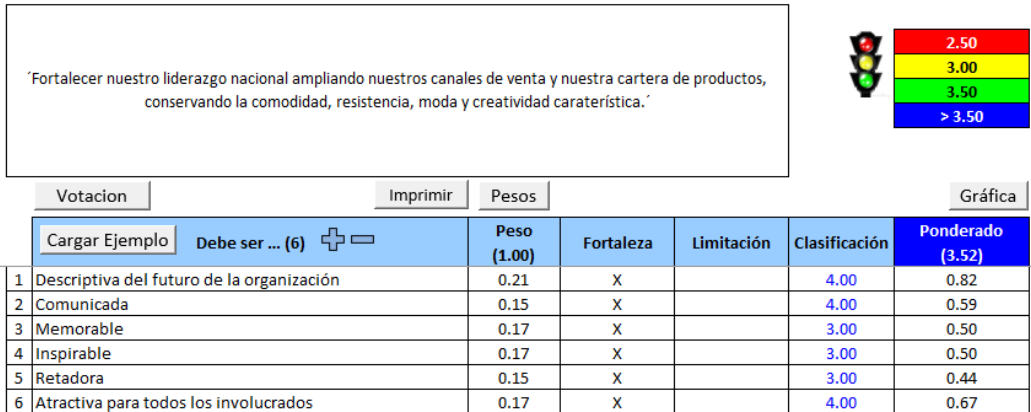 ´Fortalecer nuestro liderazgo nacional ampliando nuestros canales de venta y nuestra cartera de productos,
conservando la comodidad, resistencia, moda y creatividad caraterística.´
2.50
3.00
3.50
> 3.50
Votacion Imprimir Pesos Gráfica
Cargar Ejemplo Debe ser ... (6) Peso (1.00) Fortaleza Limitación Clasificación Ponderado (3.52)
1 Descriptiva del futuro de la organización 0.21 X 4.00 0.82
2 Comunicada 0.15 X 4.00 0.59
3 Memorable 0.17 X 3.00 0.50
4 Inspirable 0.17 X 3.00 0.50
5 Retadora 0.15 X 3.00 0.44
6 Atractiva para todos los involucrados 0.17 X 4.00 0.67